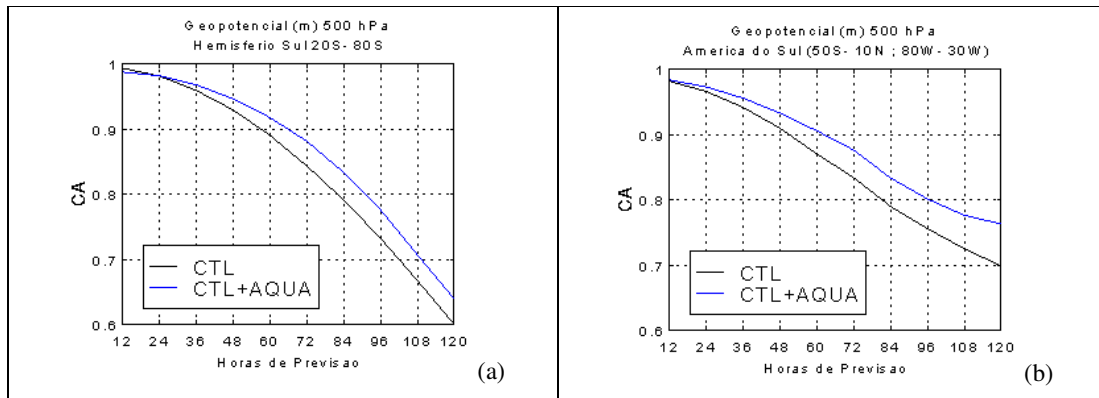 Geopotencial (m) 500 hPa
Hemisferio Sul 20S- 80S
1
0.9
0.8
0.7
0.6
CA
CTL
CTL+AQUA
12 24 36 48 60 72 84 96 108 120
Horas de Previsao
(a)
Geopotencial (m) 500 hPa
America do Sul (50S- 10N ; 80W- 30W)
1
0.9
0.8
0.7
0.6
CA
CTL
CTL+AQUA
12 24 36 48 60 72 84 96 108 120
Horas de Previsao
(b)